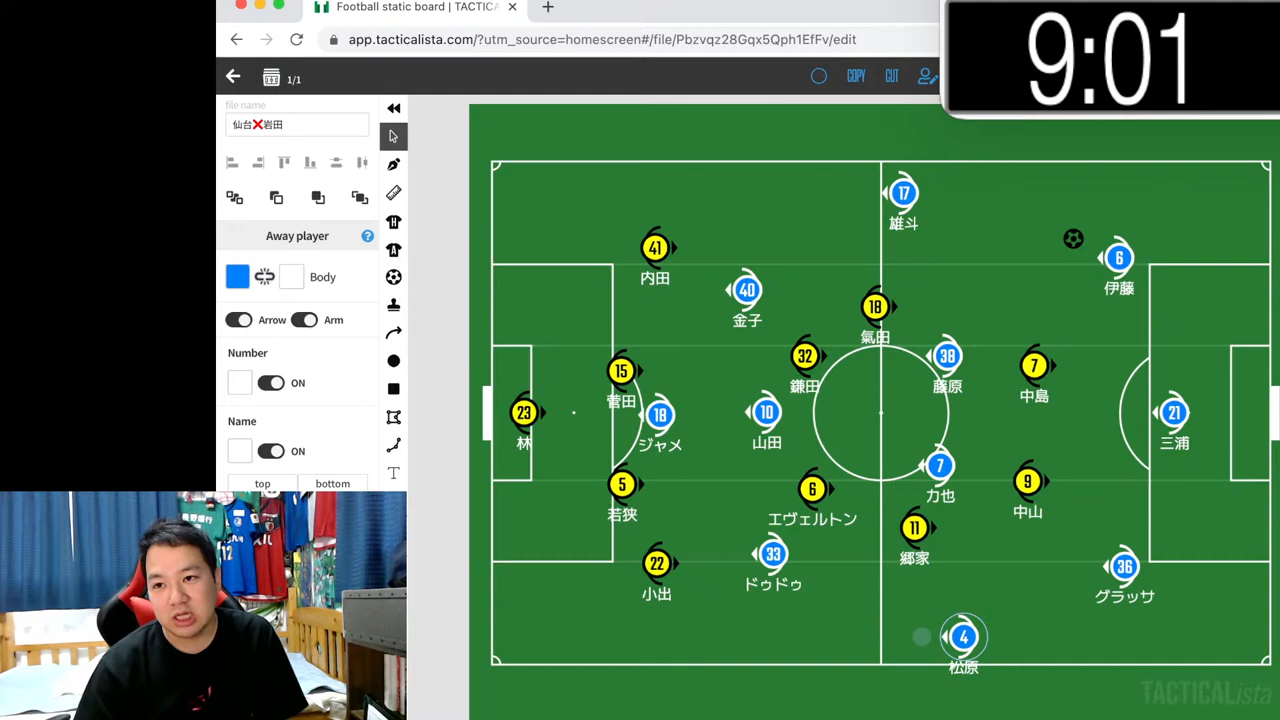 Football static board | TACTICA
9:01
app.tacticalista.com/?utm_source=homescreen#/file/Pbzvqz28Gqx5Qph1EfFv/edit
1/1
COPY
CUT
file name
仙台❌岩田
Away player
?
Body
Arrow
Arm
Number
ON
Name
ON
top
bottom
H
A
T
17
雄斗
41
内田
6
伊藤
40
金子
18
氣田
32
鎌田
38
藤原
7
中島
15
菅田
23
林
18
ジャメ
10
山田
21
三浦
7
力也
9
中山
5
若狭
6
エヴェルトン
11
郷家
22
小出
33
ドゥドゥ
36
グラッサ
4
松原
TACTICALista
12